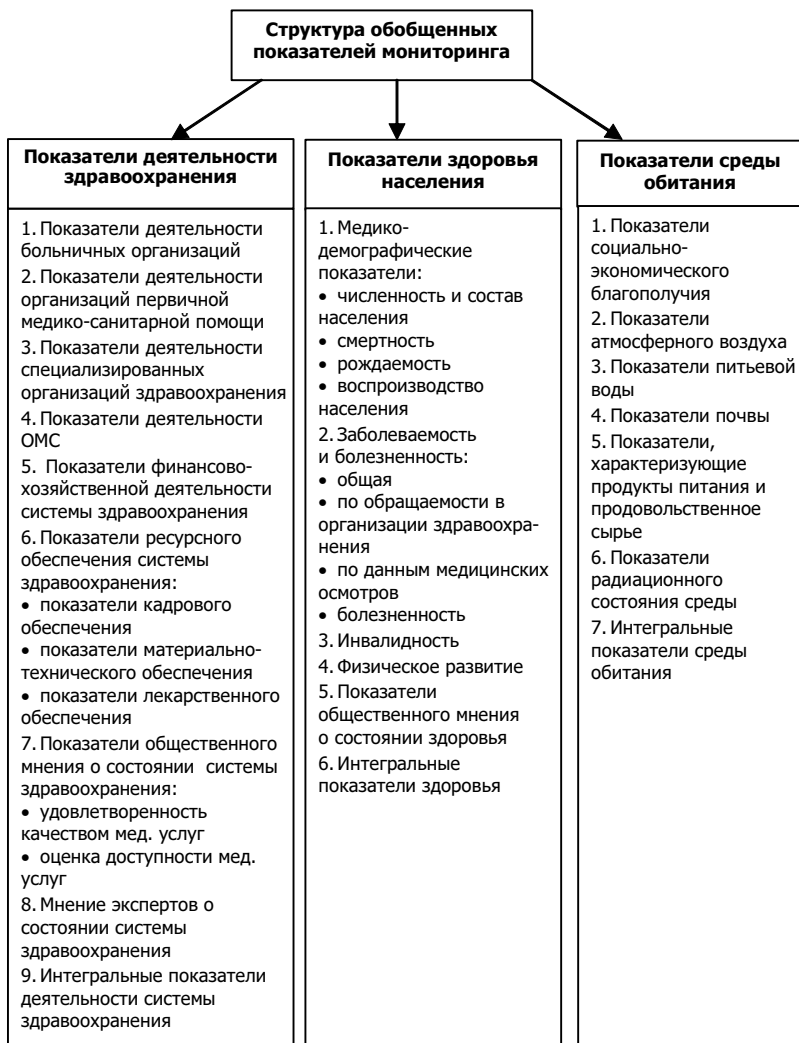 Структура обобщенных
показателей мониторинга
Показатели деятельности
здравоохранения
1. Показатели деятельности
больничных организаций
2. Показатели деятельности
организаций первичной
медико-санитарной помощи
3. Показатели деятельности
специализированных
организаций здравоохранения
4. Показатели деятельности
ОМС
5. Показатели финансово-
хозяйственной деятельности
системы здравоохранения
6. Показатели ресурсного
обеспечения системы
здравоохранения:
• показатели кадрового
обеспечения
• показатели материально-
технического обеспечения
• показатели лекарственного
обеспечения
7. Показатели общественного
мнения о состоянии системы
здравоохранения:
• удовлетворенность
качеством мед. услуг
• оценка доступности мед.
услуг
8. Мнение экспертов о
состоянии системы
здравоохранения
9. Интегральные показатели
деятельности системы
здравоохранения
Показатели здоровья
населения
1. Медико-
демографические
показатели:
• численность и состав
населения
• смертность
• рождаемость
• воспроизводство
населения
2. Заболеваемость
и болезненность:
• общая
• по обращаемости в
организации здравоохра-
нения
• по данным медицинских
осмотров
• болезненность
3. Инвалидность
4. Физическое развитие
5. Показатели
общественного мнения
о состоянии здоровья
6. Интегральные
показатели здоровья
Показатели среды
обитания
1. Показатели
социально-
экономического
благополучия
2. Показатели
атмосферного воздуха
3. Показатели питьевой
воды
4. Показатели почвы
5. Показатели,
характеризующие
продукты питания и
продовольственное
сырье
6. Показатели
радиационного
состояния среды
7. Интегральные
показатели среды
обитания